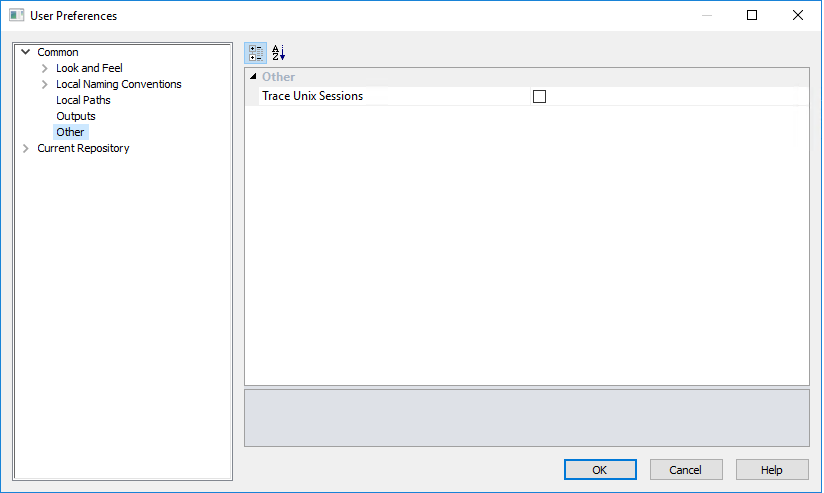 User Preferences
Common
Look and Feel
Local Naming Conventions
Local Paths
Outputs
Other
Current Repository
A
Z
Other
Trace Unix Sessions
OK
Cancel
Help